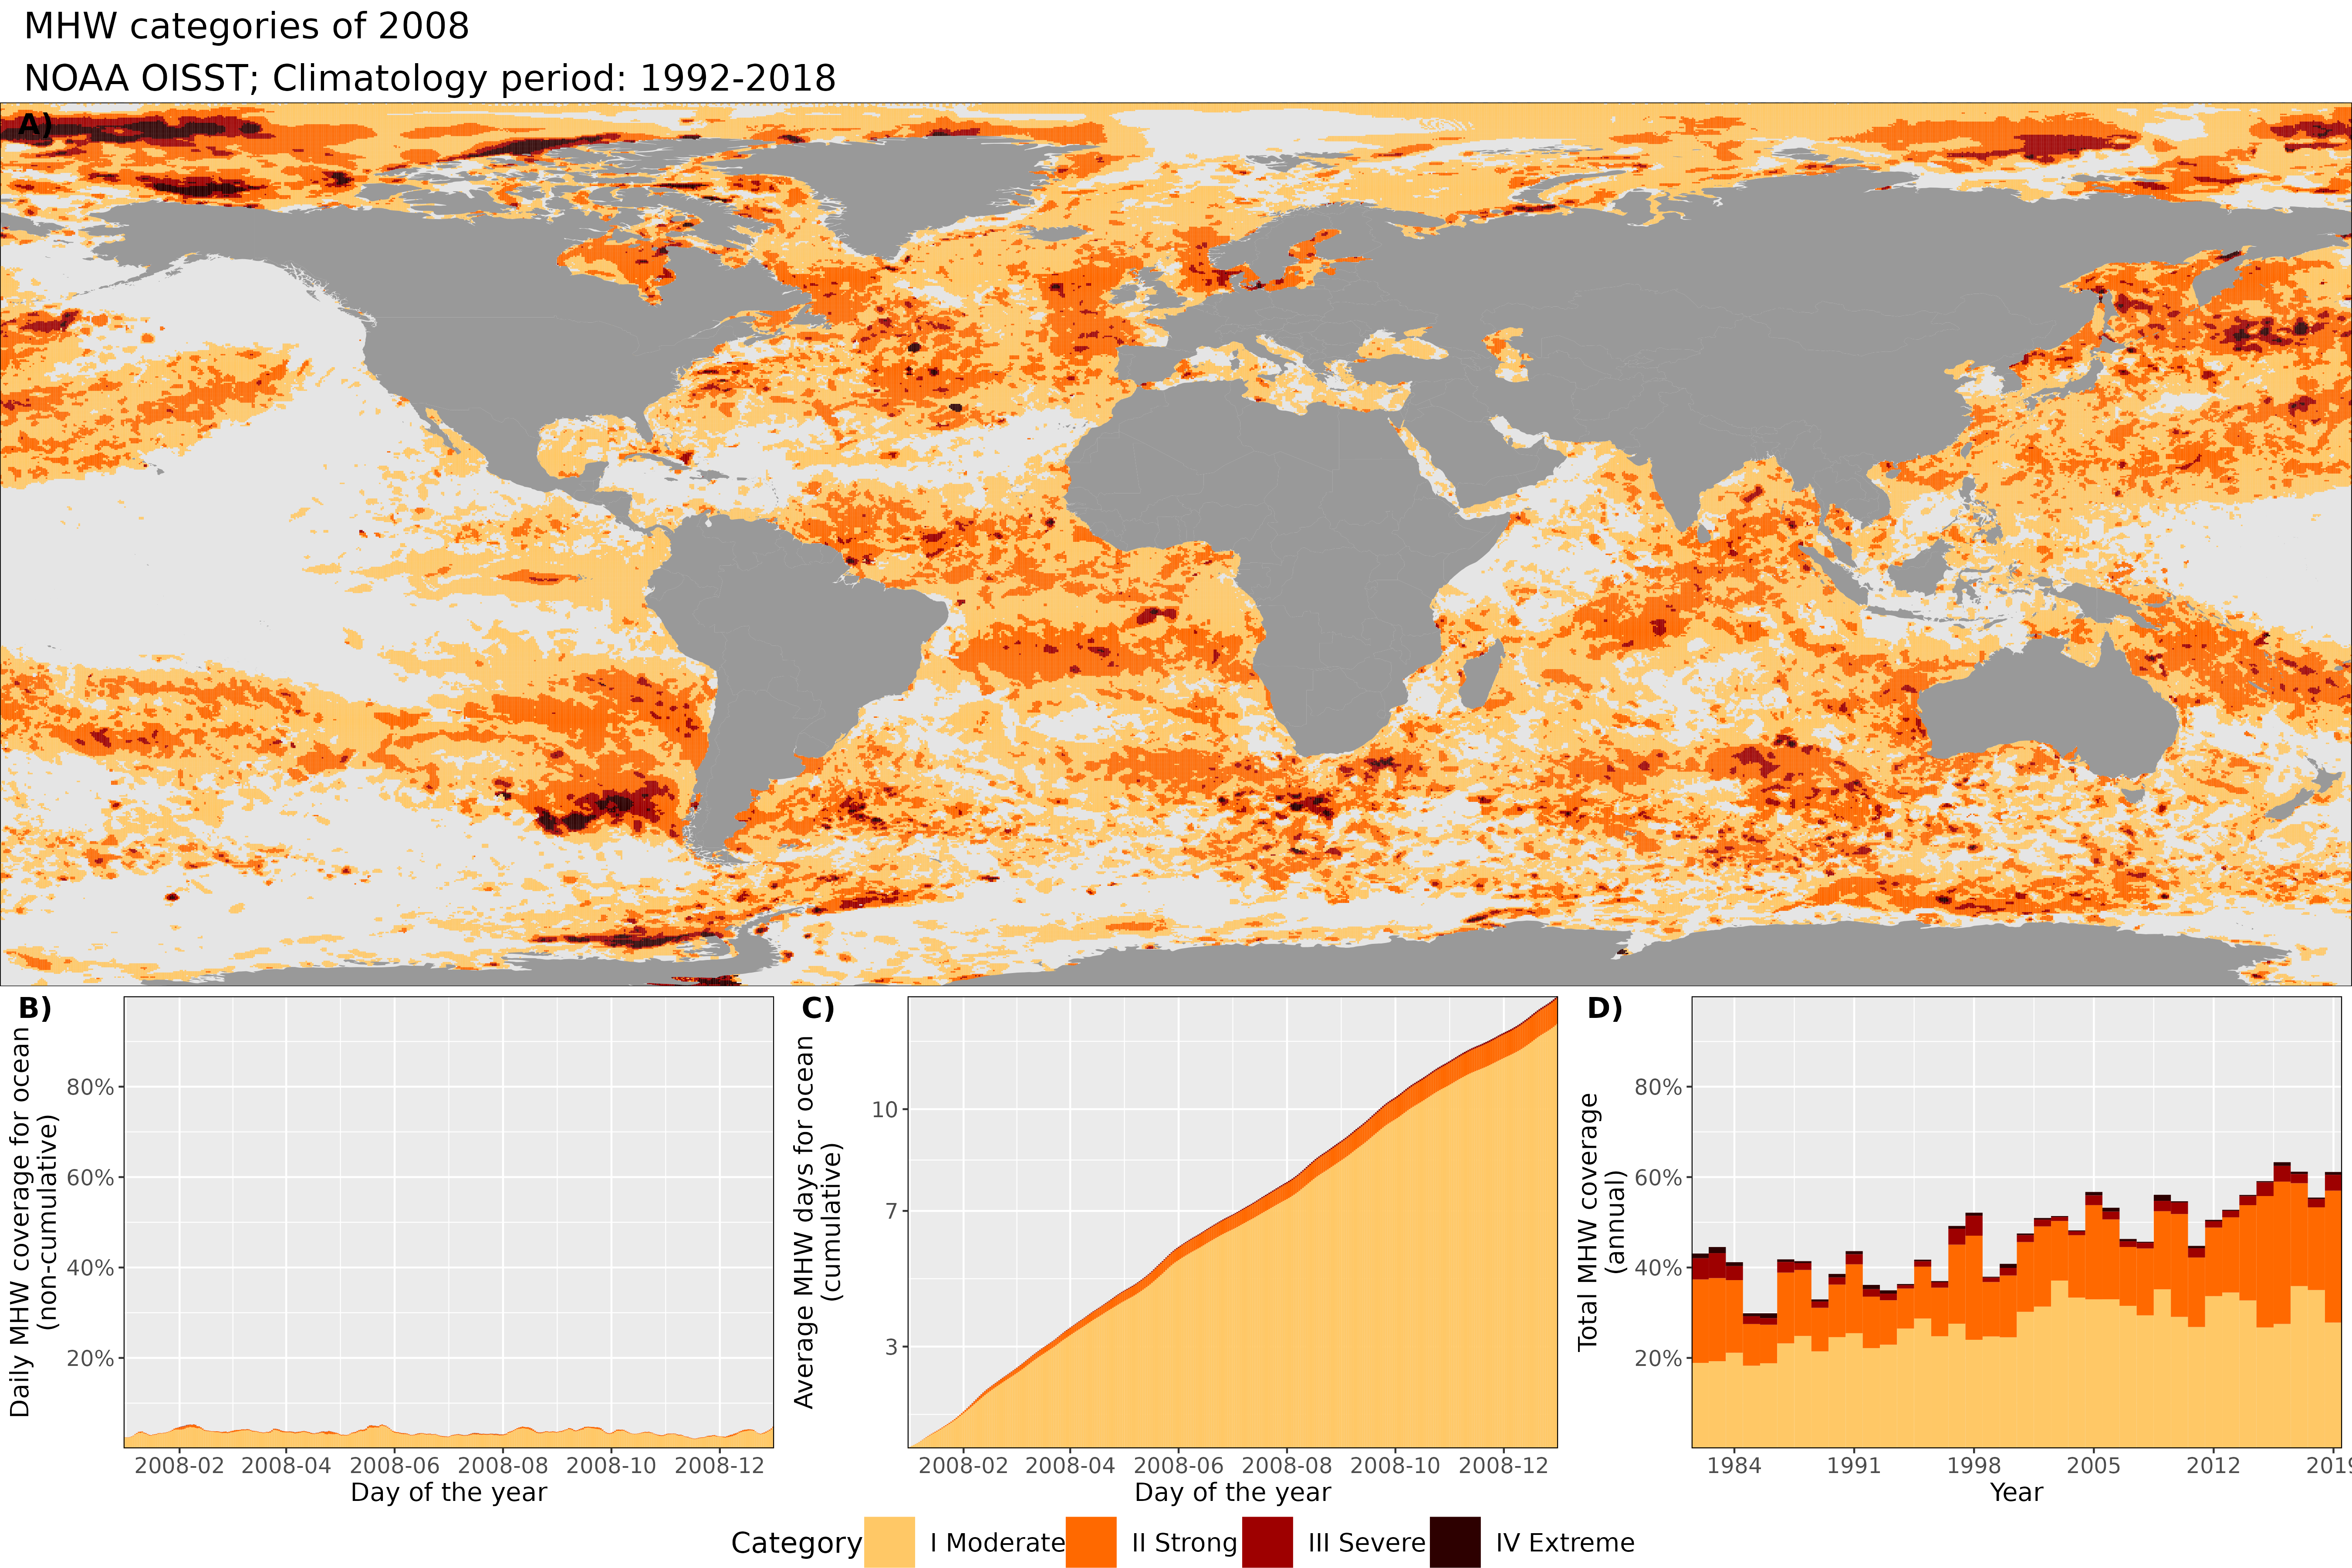 MHW categories of 2008
NOAA OISST; Climatology period: 1992-2018
A)
B)
Daily MHW coverage for ocean
(non-cumulative)
80%
60%
40%
20%
2008-02 2008-04 2008-06 2008-08 2008-10 2008-12
Day of the year
C)
Average MHW days for ocean
(cumulative)
10
7
3
2008-02 2008-04 2008-06 2008-08 2008-10 2008-12
Day of the year
D)
Total MHW coverage
(annual)
80%
60%
40%
20%
1984 1991 1998 2005 2012 2019
Year
Category I Moderate II Strong III Severe IV Extreme